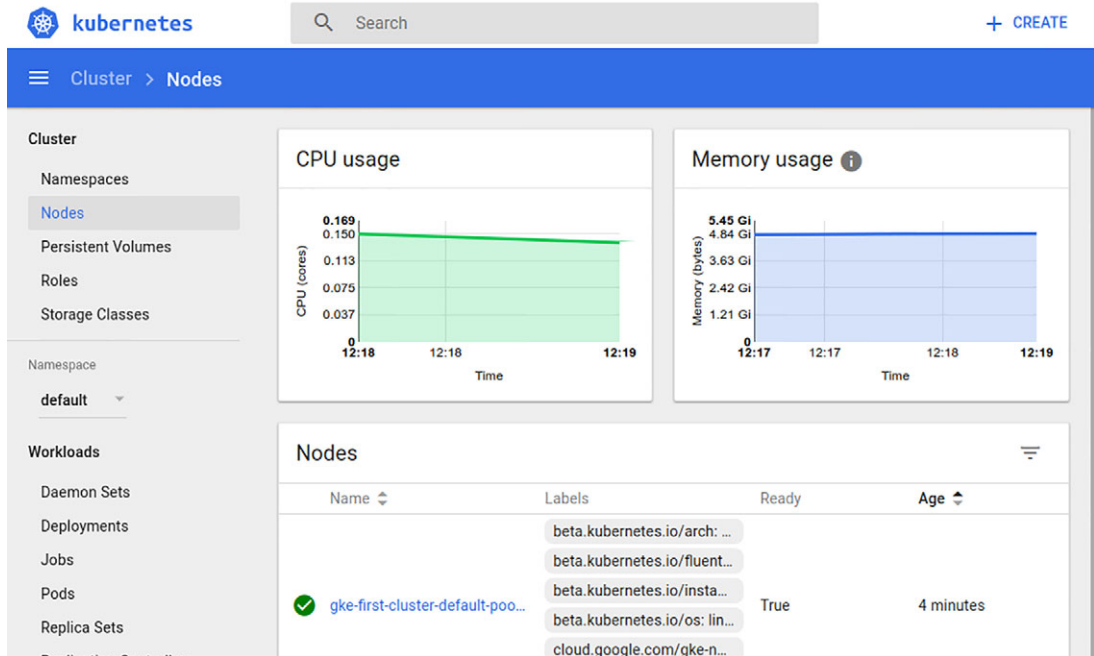 kubernetes
Search
+ CREATE
Cluster > Nodes
Cluster
Namespaces
Nodes
Persistent Volumes
Roles
Storage Classes
Namespace
default
Workloads
Daemon Sets
Deployments
Jobs
Pods
Replica Sets
CPU usage
CPU (cores)
0.169
0.150
0.113
0.075
0.037
0
12:18 12:18 12:19
Time
Memory usage
Memory (bytes)
5.45 Gi
4.84 Gi
3.63 Gi
2.42 Gi
1.21 Gi
0
12:17 12:17 12:18 12:19
Time
Nodes
Name Labels Ready Age
beta.kubernetes.io/arch: ...
beta.kubernetes.io/fluent...
beta.kubernetes.io/insta...
gke-first-cluster-default-poo... True 4 minutes
beta.kubernetes.io/os: lin...
cloud.google.com/gke-n...